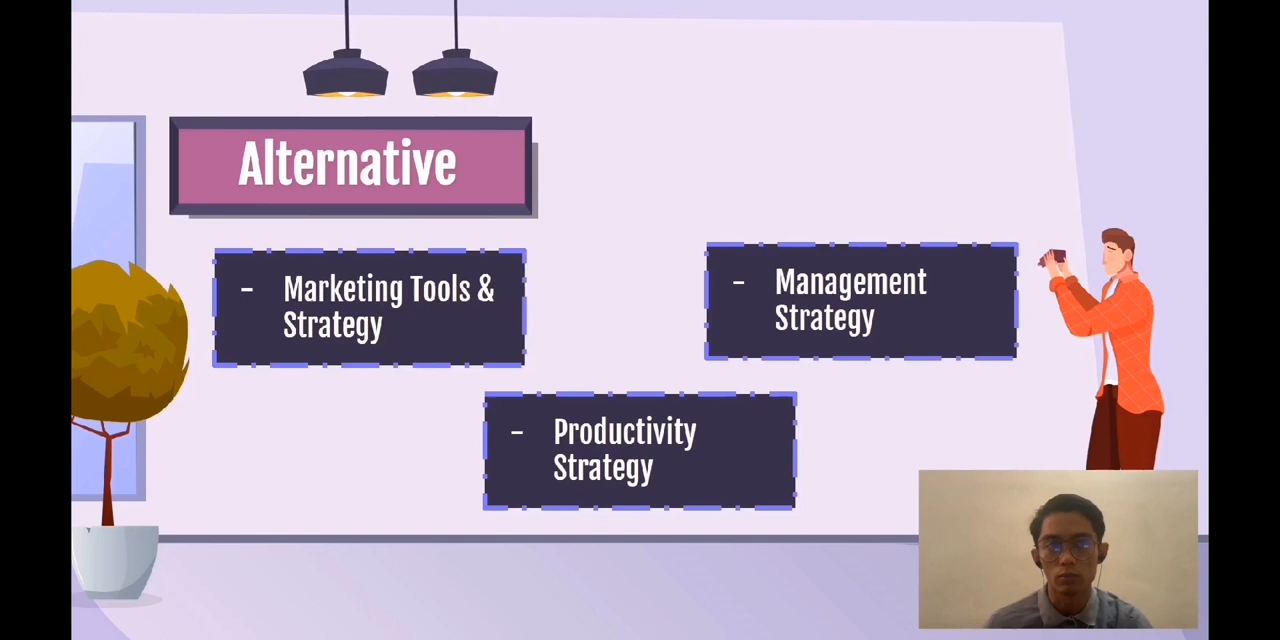 Alternative
- Marketing Tools &
Strategy
- Management
Strategy
- Productivity
Strategy